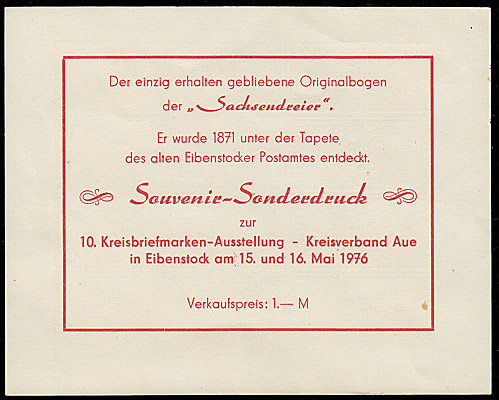 Der einzig erhalten gebliebene Originalbogen
der „Sachsendreier“.
Er wurde 1871 unter der Tapete
des alten Eibenstocker Postamtes entdeckt.
Souvenir-Sonderdruck
zur
10. Kreisbriefmarken-Ausstellung - Kreisverband Aue
in Eibenstock am 15. und 16. Mai 1976
Verkaufspreis: 1.— M